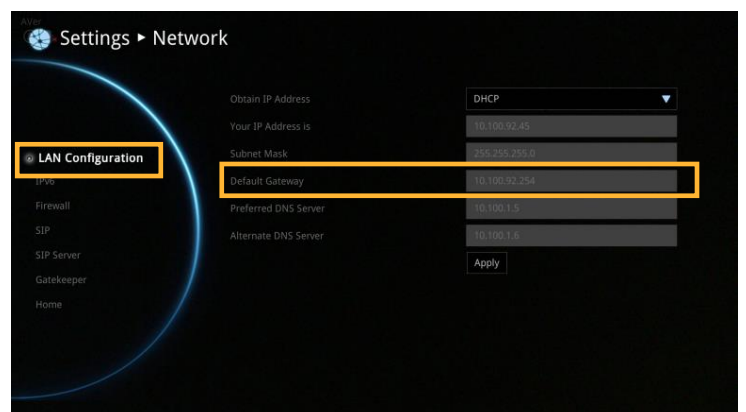 AVer
Settings ▸ Network
Obtain IP Address DHCP
Your IP Address is 10.100.92.45
LAN Configuration
Subnet Mask 255.255.255.0
IPv6
Default Gateway 10.100.92.254
Firewall
Preferred DNS Server 10.100.1.5
SIP
Alternate DNS Server 10.100.1.6
SIP Server
Apply
Gatekeeper
Home